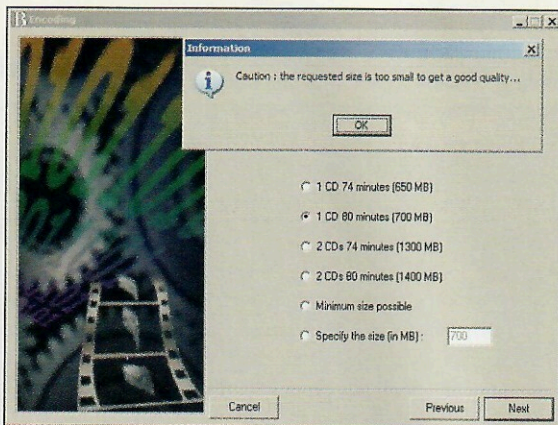 Encoding
Information
Caution : the requested size is too small to get a good quality...
OK
1 CD 74 minutes (650 MB)
1 CD 80 minutes (700 MB)
2 CDs 74 minutes (1300 MB)
2 CDs 80 minutes (1400 MB)
Minimum size possible
Specify the size (in MB) : 700
Cancel Previous Next